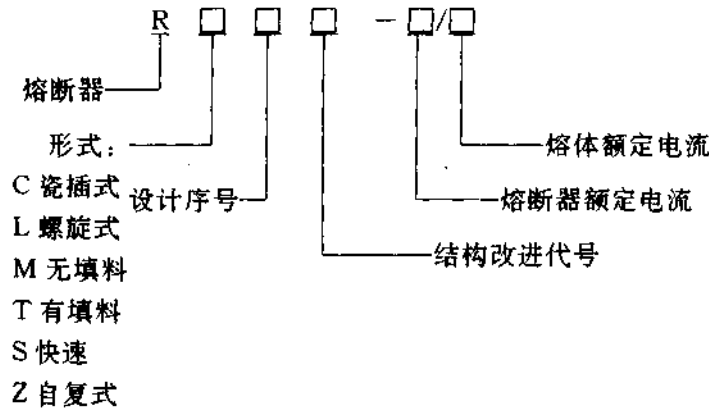 R □ □ □ - □/□
熔断器
形式:
熔体额定电流
C 瓷插式
设计序号
熔断器额定电流
L 螺旋式
结构改进代号
M 无填料
T 有填料
S 快速
Z 自复式